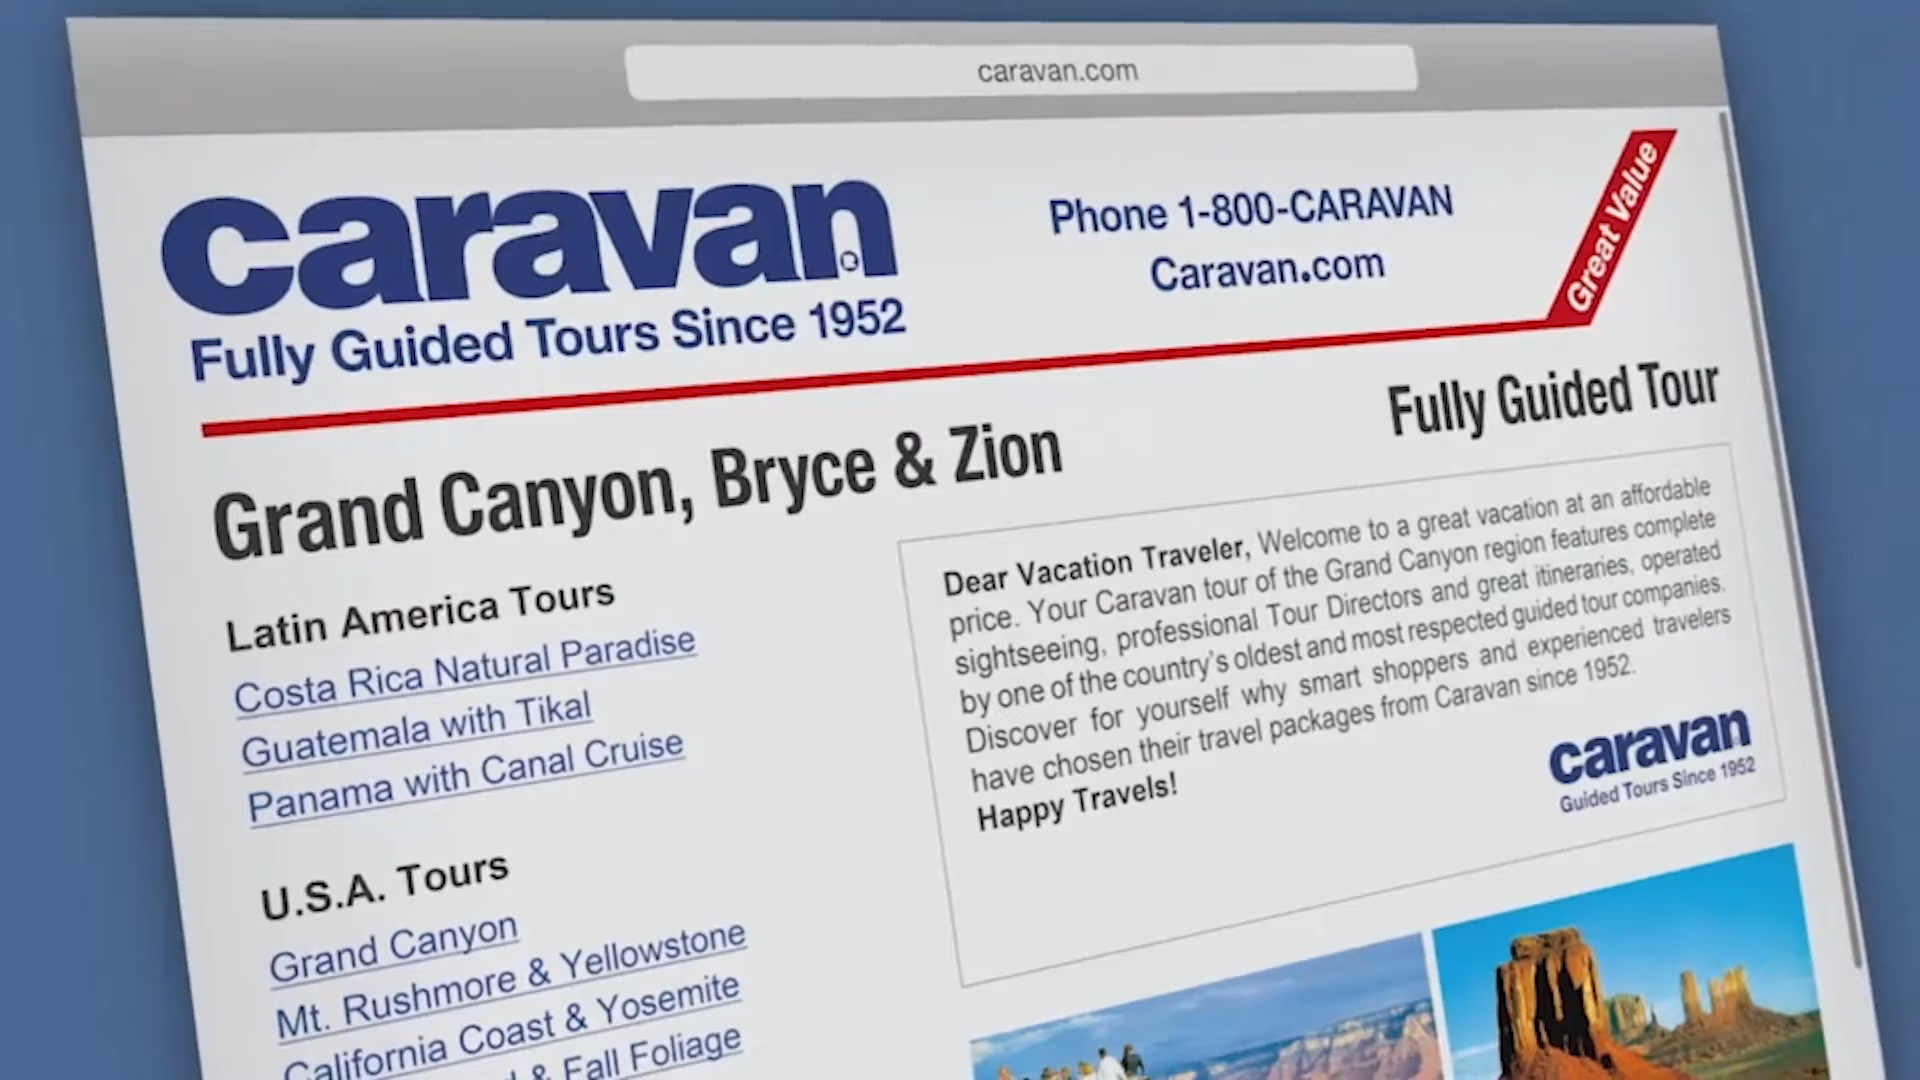 caravan.com
caravan
Fully Guided Tours Since 1952
Phone 1-800-CARAVAN
Caravan.com
Great Value
Grand Canyon, Bryce & Zion
Fully Guided Tour
Latin America Tours
Costa Rica Natural Paradise
Guatemala with Tikal
Panama with Canal Cruise
U.S.A. Tours
Grand Canyon
Mt. Rushmore & Yellowstone
California Coast & Yosemite
& Fall Foliage
Dear Vacation Traveler, Welcome to a great vacation at an affordable
price. Your Caravan tour of the Grand Canyon region features complete
sightseeing, professional Tour Directors and great itineraries, operated
by one of the country's oldest and most respected guided tour companies.
Discover for yourself why smart shoppers and experienced travelers
have chosen their travel packages from Caravan since 1952.
Happy Travels!
caravan
Guided Tours Since 1952